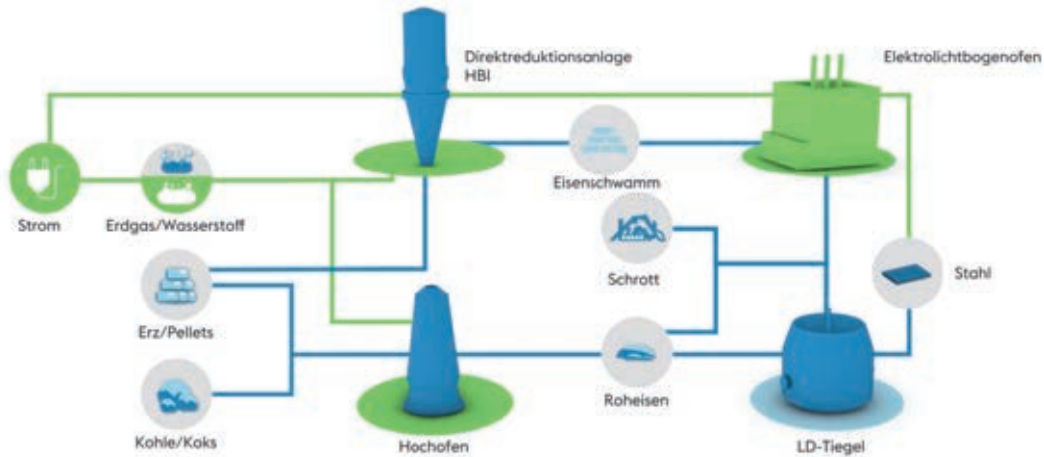 Direktreduktionsanlage
HBI
Elektrolichtbogenofen
Eisenschwamm
Strom
Erdgas/Wasserstoff
Schrott
Stahl
Erz/Pellets
Roheisen
Kohle/Koks
Hochofen
LD-Tiegel